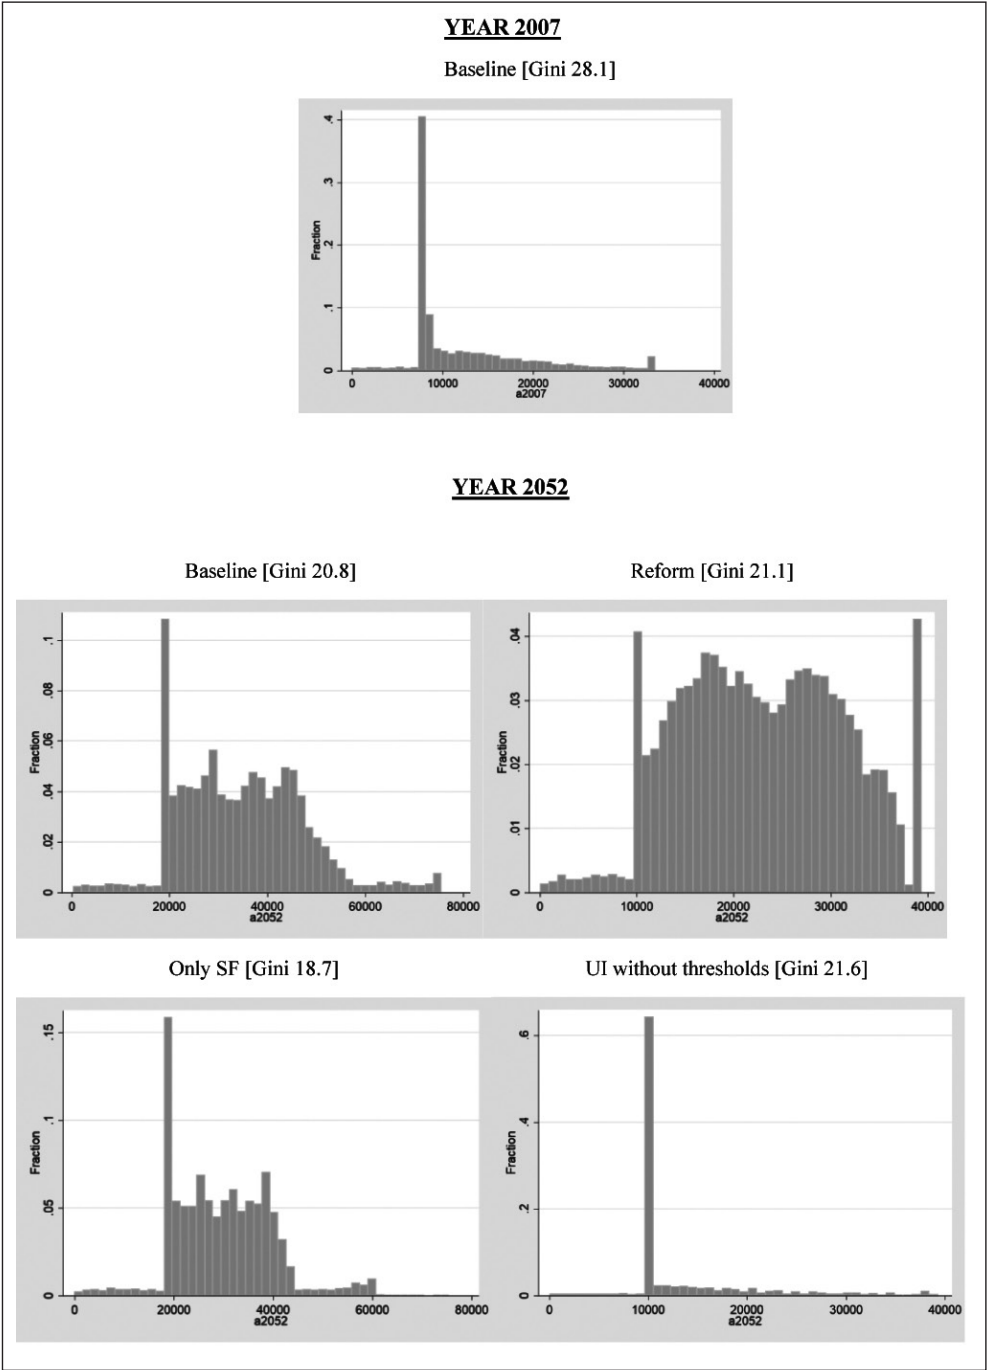 YEAR 2007
Baseline [Gini 28.1]
.4
.3
.2
.1
0
Fraction
0 10000 20000 30000 40000
a2007
YEAR 2052
Baseline [Gini 20.8]
.1
.08
.06
.04
.02
0
Fraction
0 20000 40000 60000 80000
a2052
Reform [Gini 21.1]
.04
.03
.02
.01
0
Fraction
0 10000 20000 30000 40000
a2052
Only SF [Gini 18.7]
.15
.1
.05
0
Fraction
0 20000 40000 60000 80000
a2052
UI without thresholds [Gini 21.6]
.6
.4
.2
0
Fraction
0 10000 20000 30000 40000
a2052